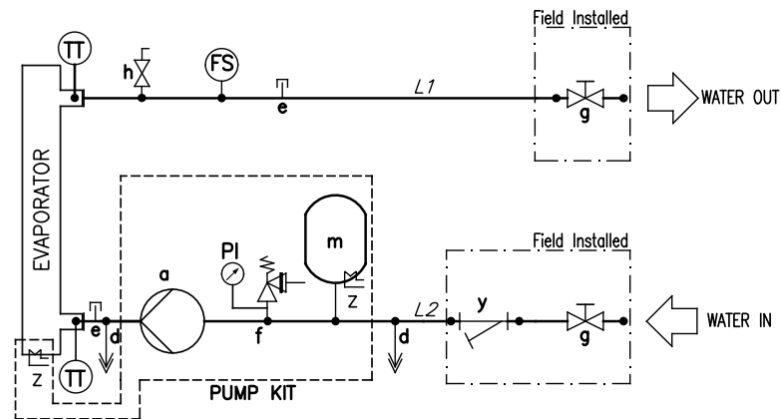 Field Installed
TT
h
FS
e
L1
g
WATER OUT
EVAPORATOR
Field Installed
m
PI
a
z
y
L2
WATER IN
e
d
f
d
g
z
TT
PUMP KIT